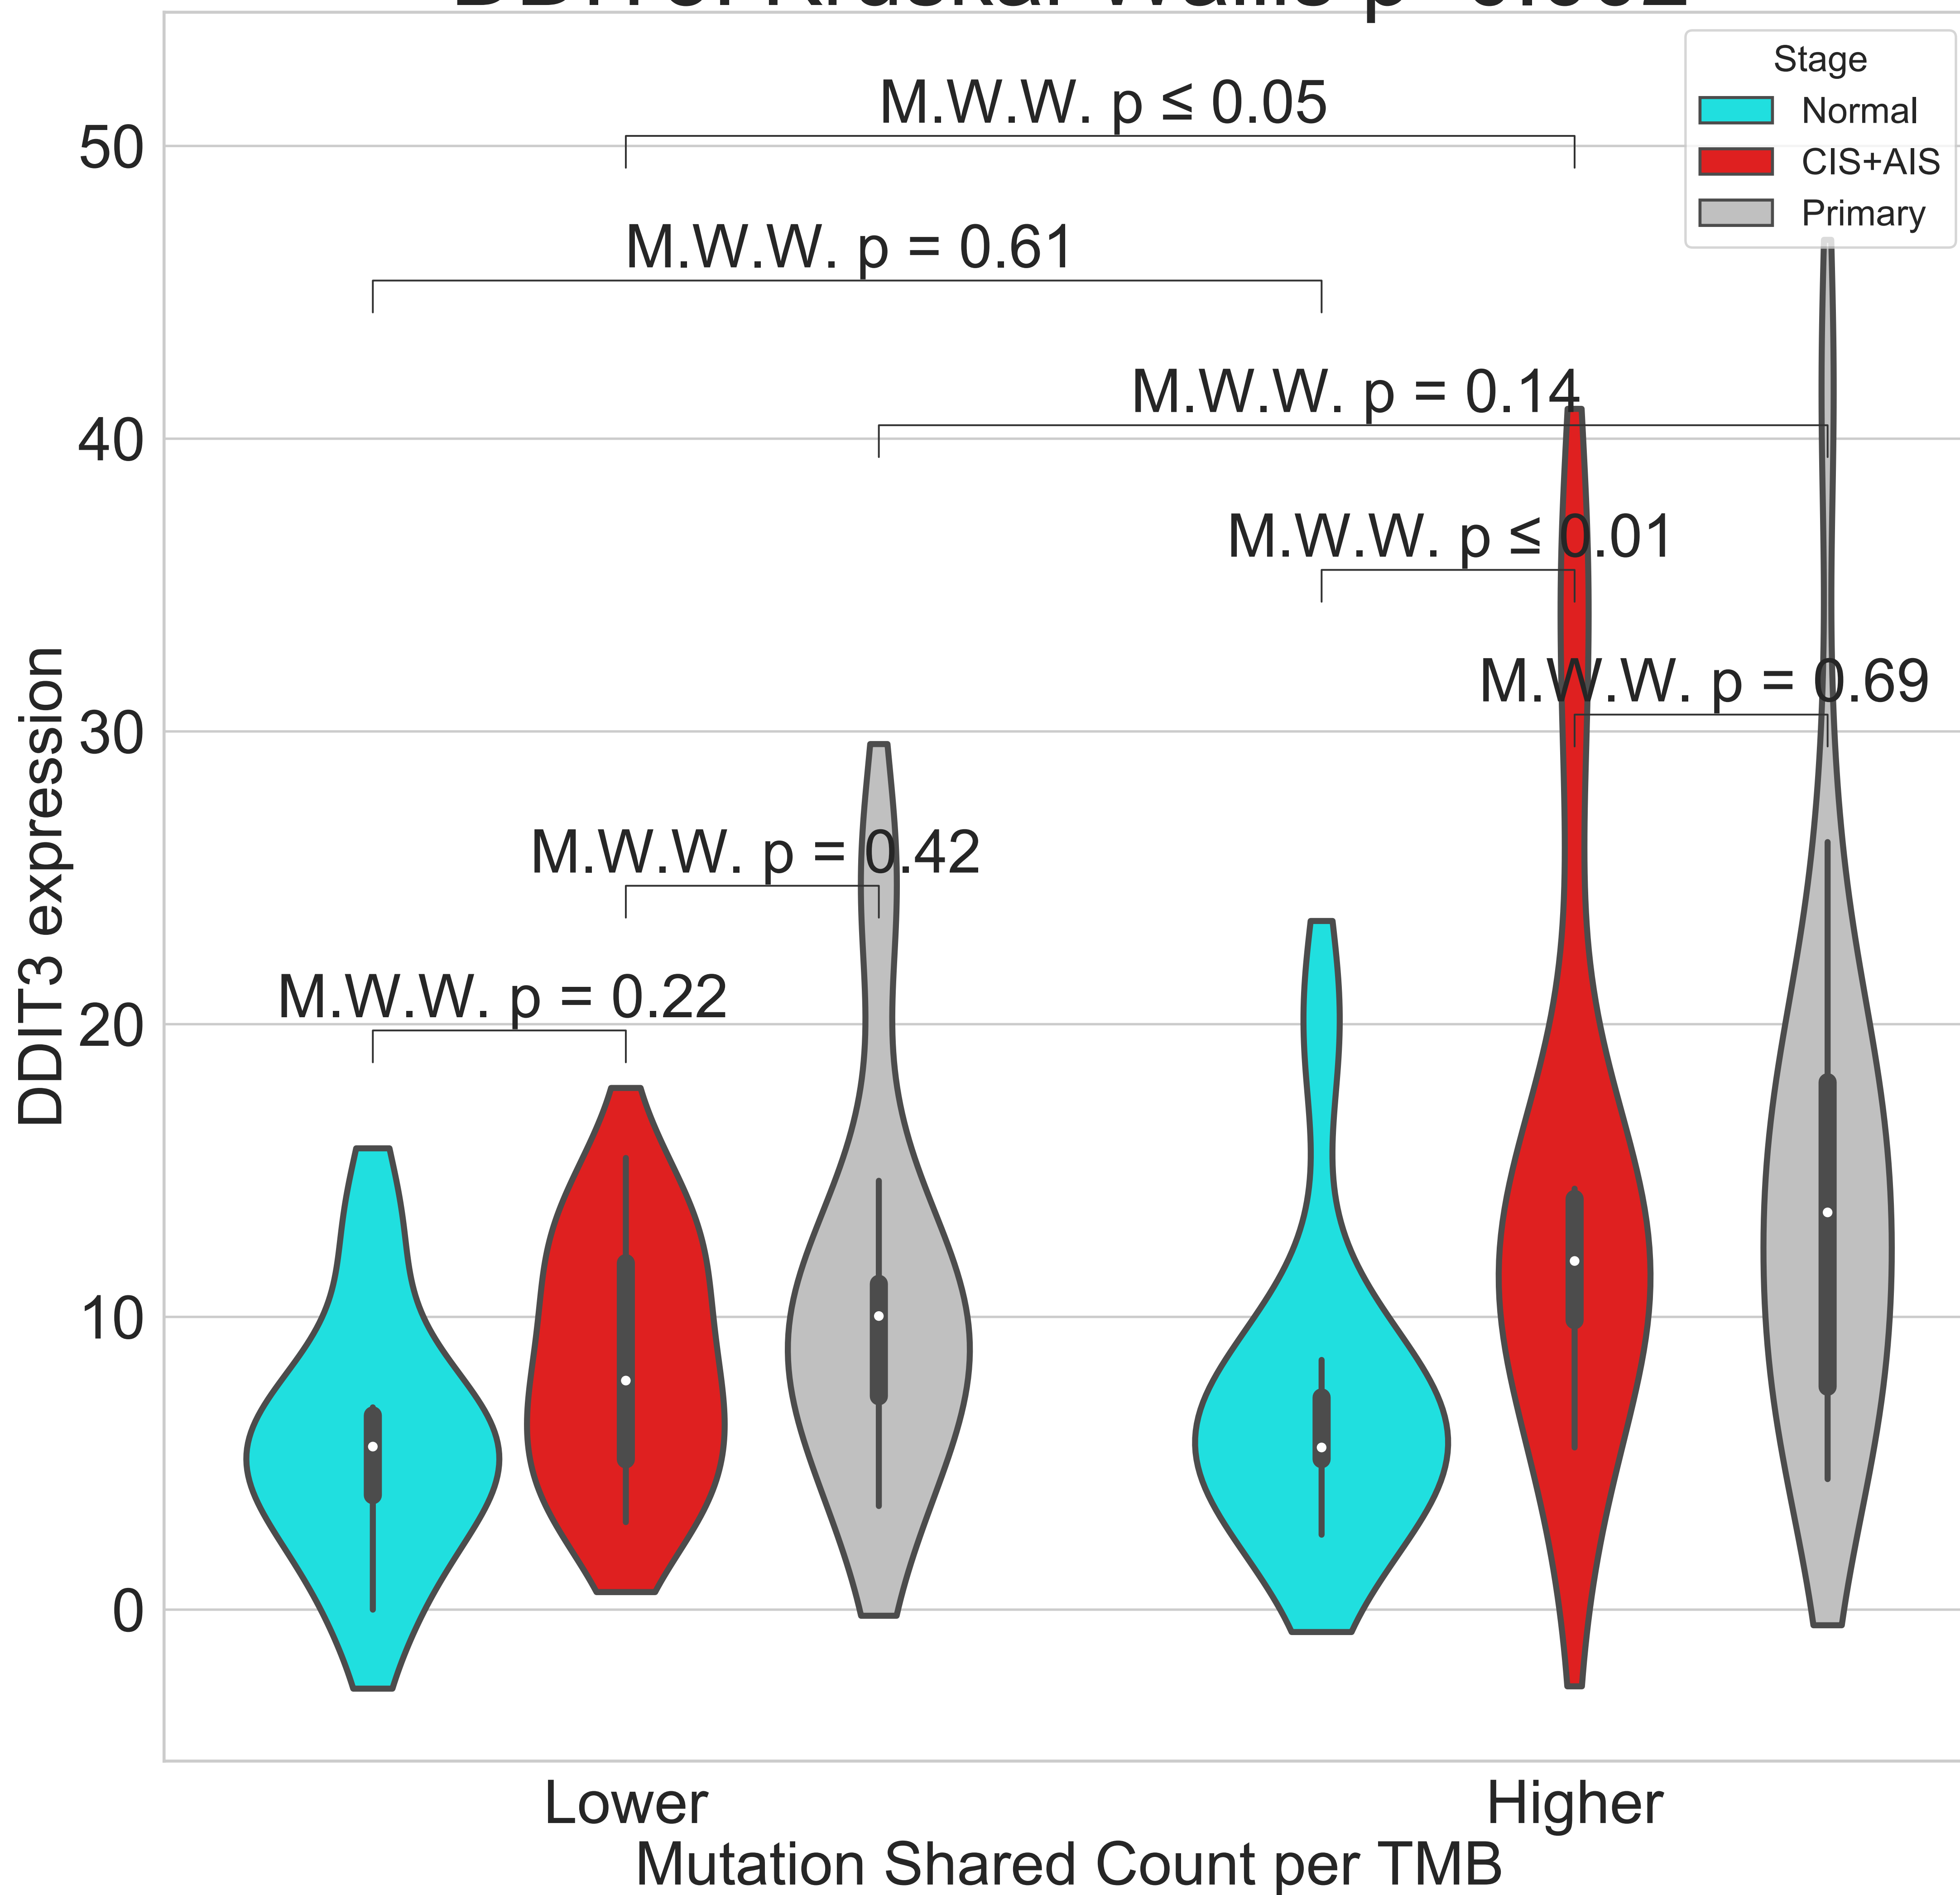 Stage
Normal
CIS+AIS
Primary
M.W.W. p ≤ 0.05
M.W.W. p = 0.61
M.W.W. p = 0.14
M.W.W. p ≤ 0.01
M.W.W. p = 0.69
M.W.W. p = 0.42
M.W.W. p = 0.22
50
40
30
20
10
0
DDIT3 expression
Lower
Higher
Mutation Shared Count per TMB